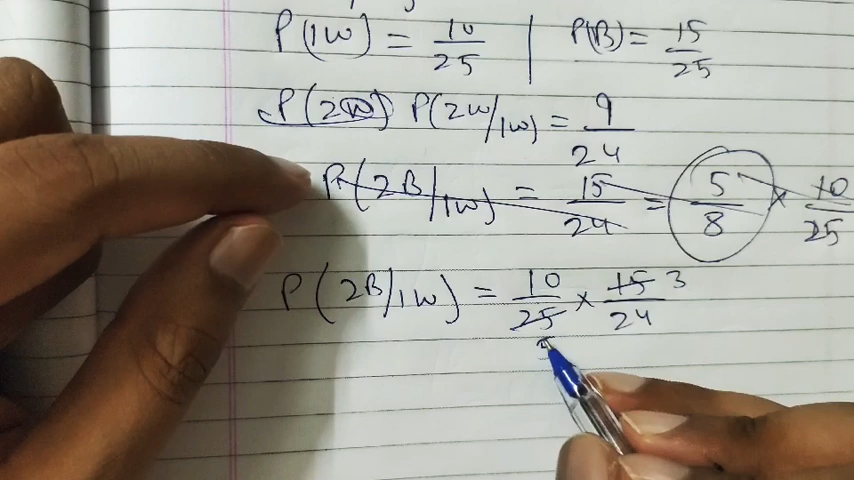 P(1W) = 10/25 | P(B) = 15/25
P(2W) P(2W/1W) = 9/24
P(2B/1W) = 15/24 = 5/8 × 10/25
P(2B/1W) = 10/25 × 15/24 3
5